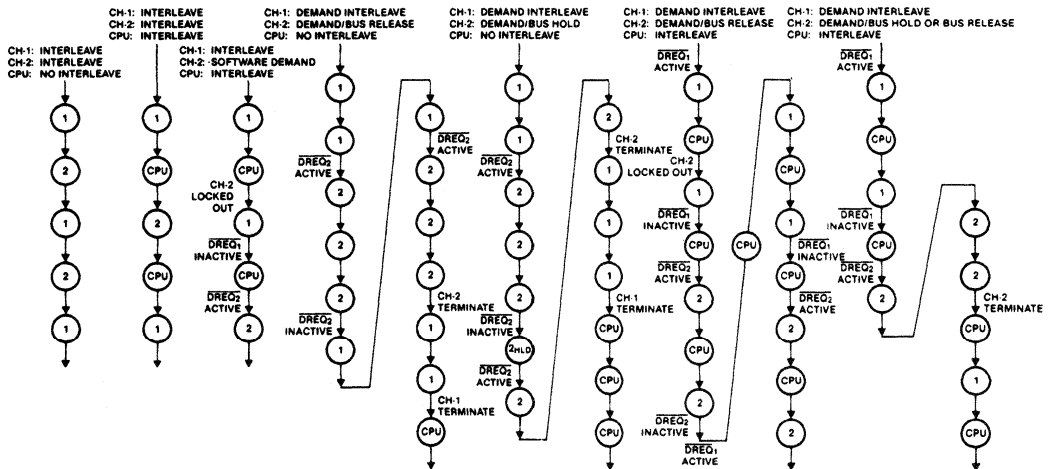 CH-1: INTERLEAVE
CH-2: INTERLEAVE
CPU: NO INTERLEAVE
1
2
1
2
1
CH-1: INTERLEAVE
CH-2: INTERLEAVE
CPU: INTERLEAVE
1
CPU
2
CPU
1
CH-1: INTERLEAVE
CH-2: SOFTWARE DEMAND
CPU: INTERLEAVE
1
CPU
CH-2
LOCKED
OUT
1
DREQ1
INACTIVE
CPU
DREQ2
ACTIVE
2
CH-1: DEMAND INTERLEAVE
CH-2: DEMAND/BUS RELEASE
CPU: NO INTERLEAVE
1
1
DREQ2
ACTIVE
2
2
2
DREQ2
INACTIVE
1
1
DREQ2
ACTIVE
2
2
2
CH-2
TERMINATE
1
1
CH-1
TERMINATE
CPU
CH-1: DEMAND INTERLEAVE
CH-2: DEMAND/BUS HOLD
CPU: NO INTERLEAVE
1
1
DREQ2
ACTIVE
2
2
2
DREQ2
INACTIVE
2HLD
DREQ2
ACTIVE
2
2
CH-2
TERMINATE
1
1
1
CH-1
TERMINATE
CPU
CPU
CPU
CH-1: DEMAND INTERLEAVE
CH-2: DEMAND/BUS RELEASE
CPU: INTERLEAVE
DREQ1
ACTIVE
1
CPU
CH-2
LOCKED OUT
1
DREQ1
INACTIVE
CPU
DREQ2
ACTIVE
2
CPU
2
DREQ2
INACTIVE
DREQ1
ACTIVE
CPU
1
CPU
1
DREQ1
INACTIVE
CPU
DREQ2
ACTIVE
2
CPU
2
CH-1: DEMAND INTERLEAVE
CH-2: DEMAND/BUS HOLD OR BUS RELEASE
CPU: INTERLEAVE
DREQ1
ACTIVE
1
CPU
1
DREQ1
INACTIVE
CPU
DREQ2
ACTIVE
2
2
2
CH-2
TERMINATE
CPU
1
CPU